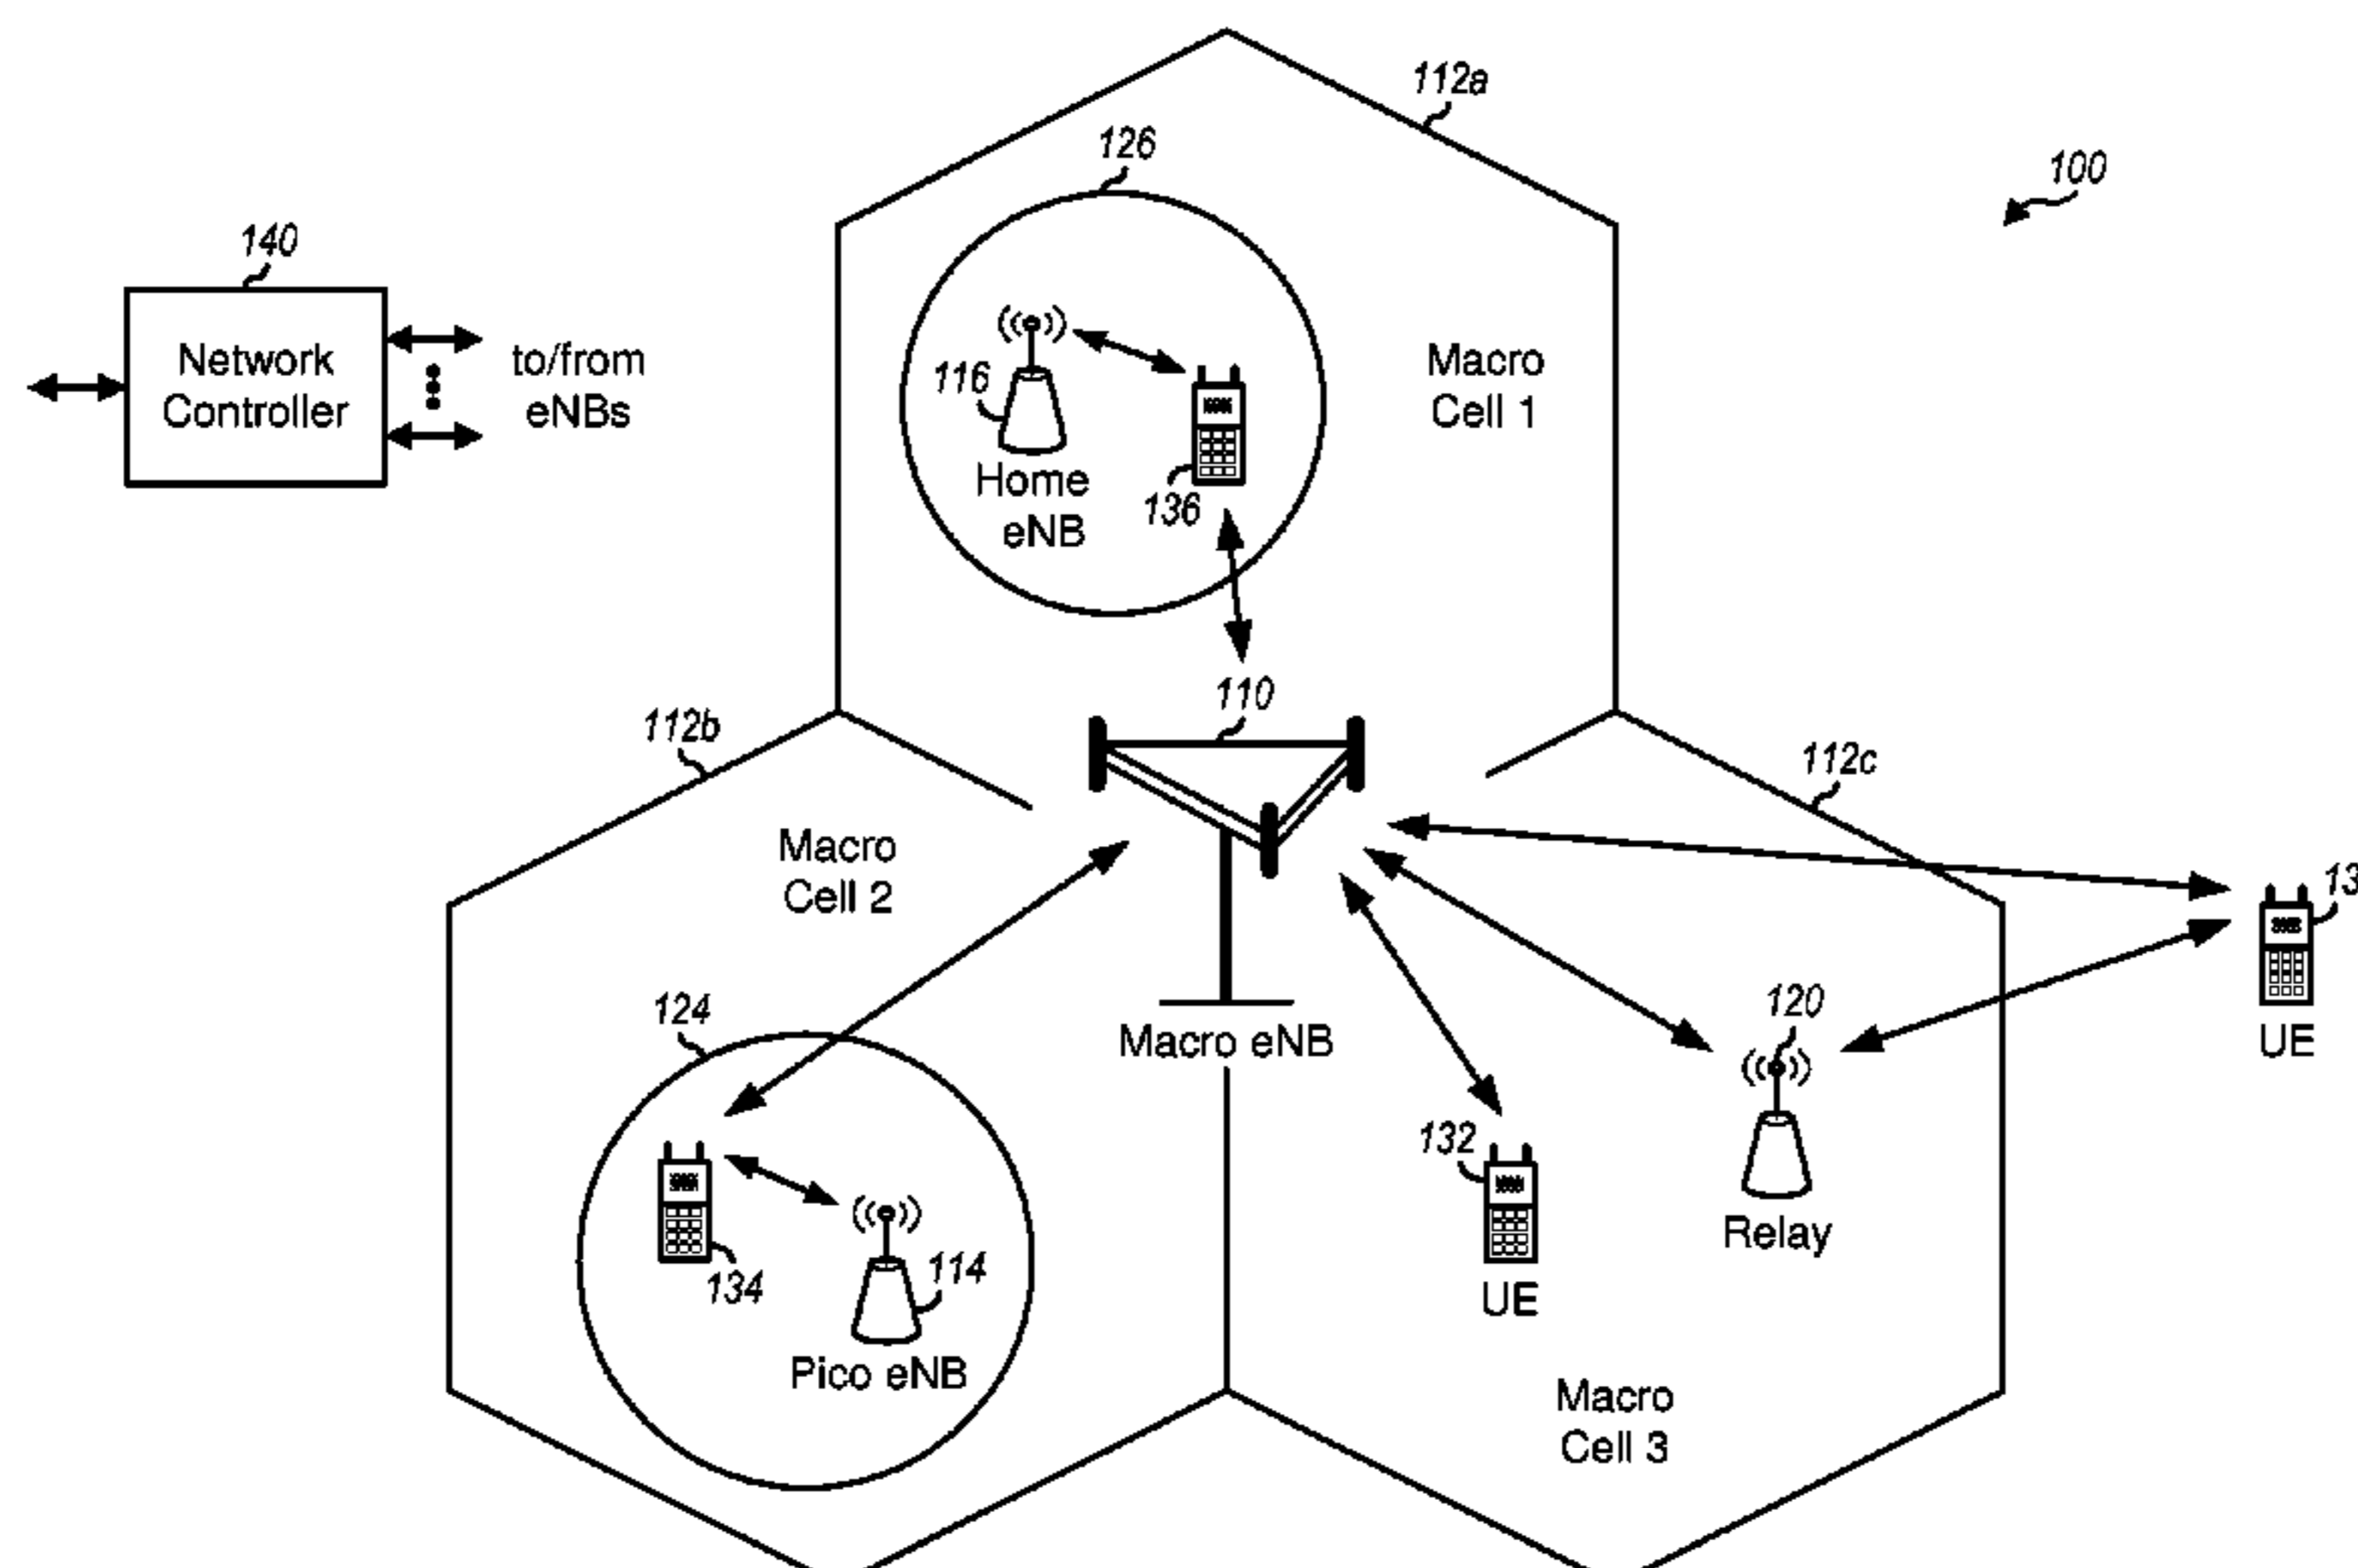 112a
126
100
140
Network
Controller
to/from
eNBs
116
Home
eNB
136
Macro
Cell 1
110
112b
112c
Macro
Cell 2
13
UE
124
Macro eNB
120
132
134
114
Relay
UE
Pico eNB
Macro
Cell 3